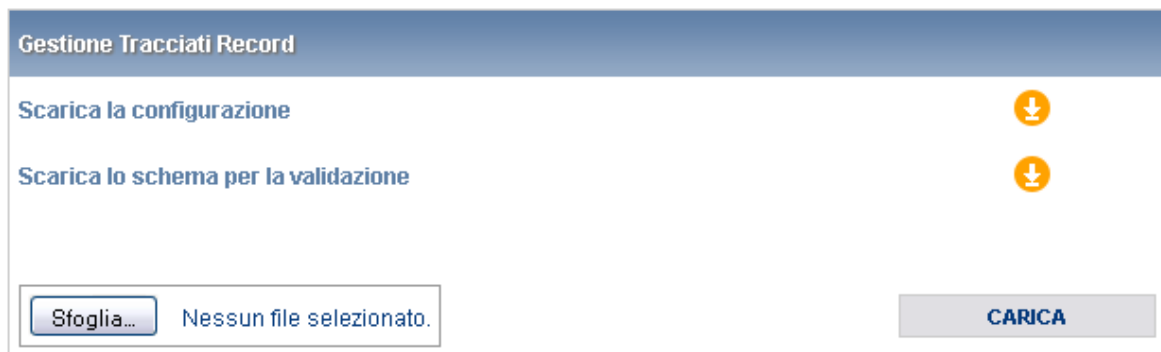 Gestione Tracciati Record
Scarica la configurazione
Scarica lo schema per la validazione
Sfoglia... Nessun file selezionato.
CARICA